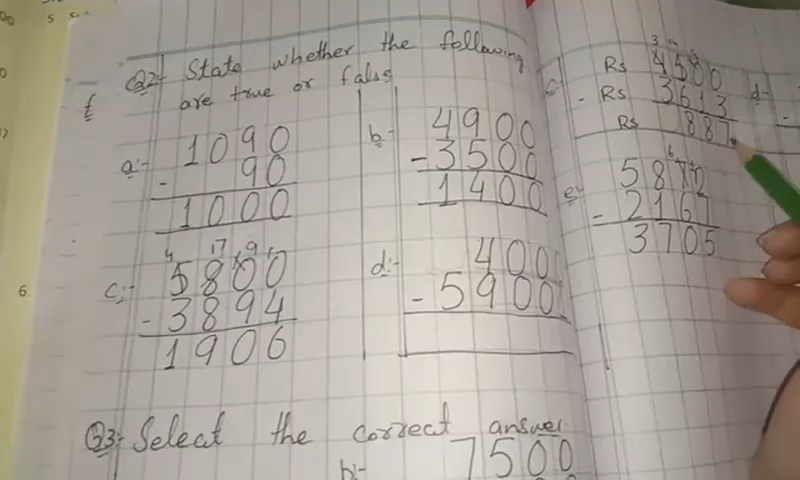 Q2:- State whether the following
are true or false
a:- 1090
- 90
1000
b:- 4900
- 3500
1400
c:- 5800
- 3894
1906
d:- 400
- 5900
Q3:- Select the correct answer.
b:- 7500
6.
c:- Rs 4500
- Rs 3613
Rs 887
d:-
e:- 5872
- 2167
3705